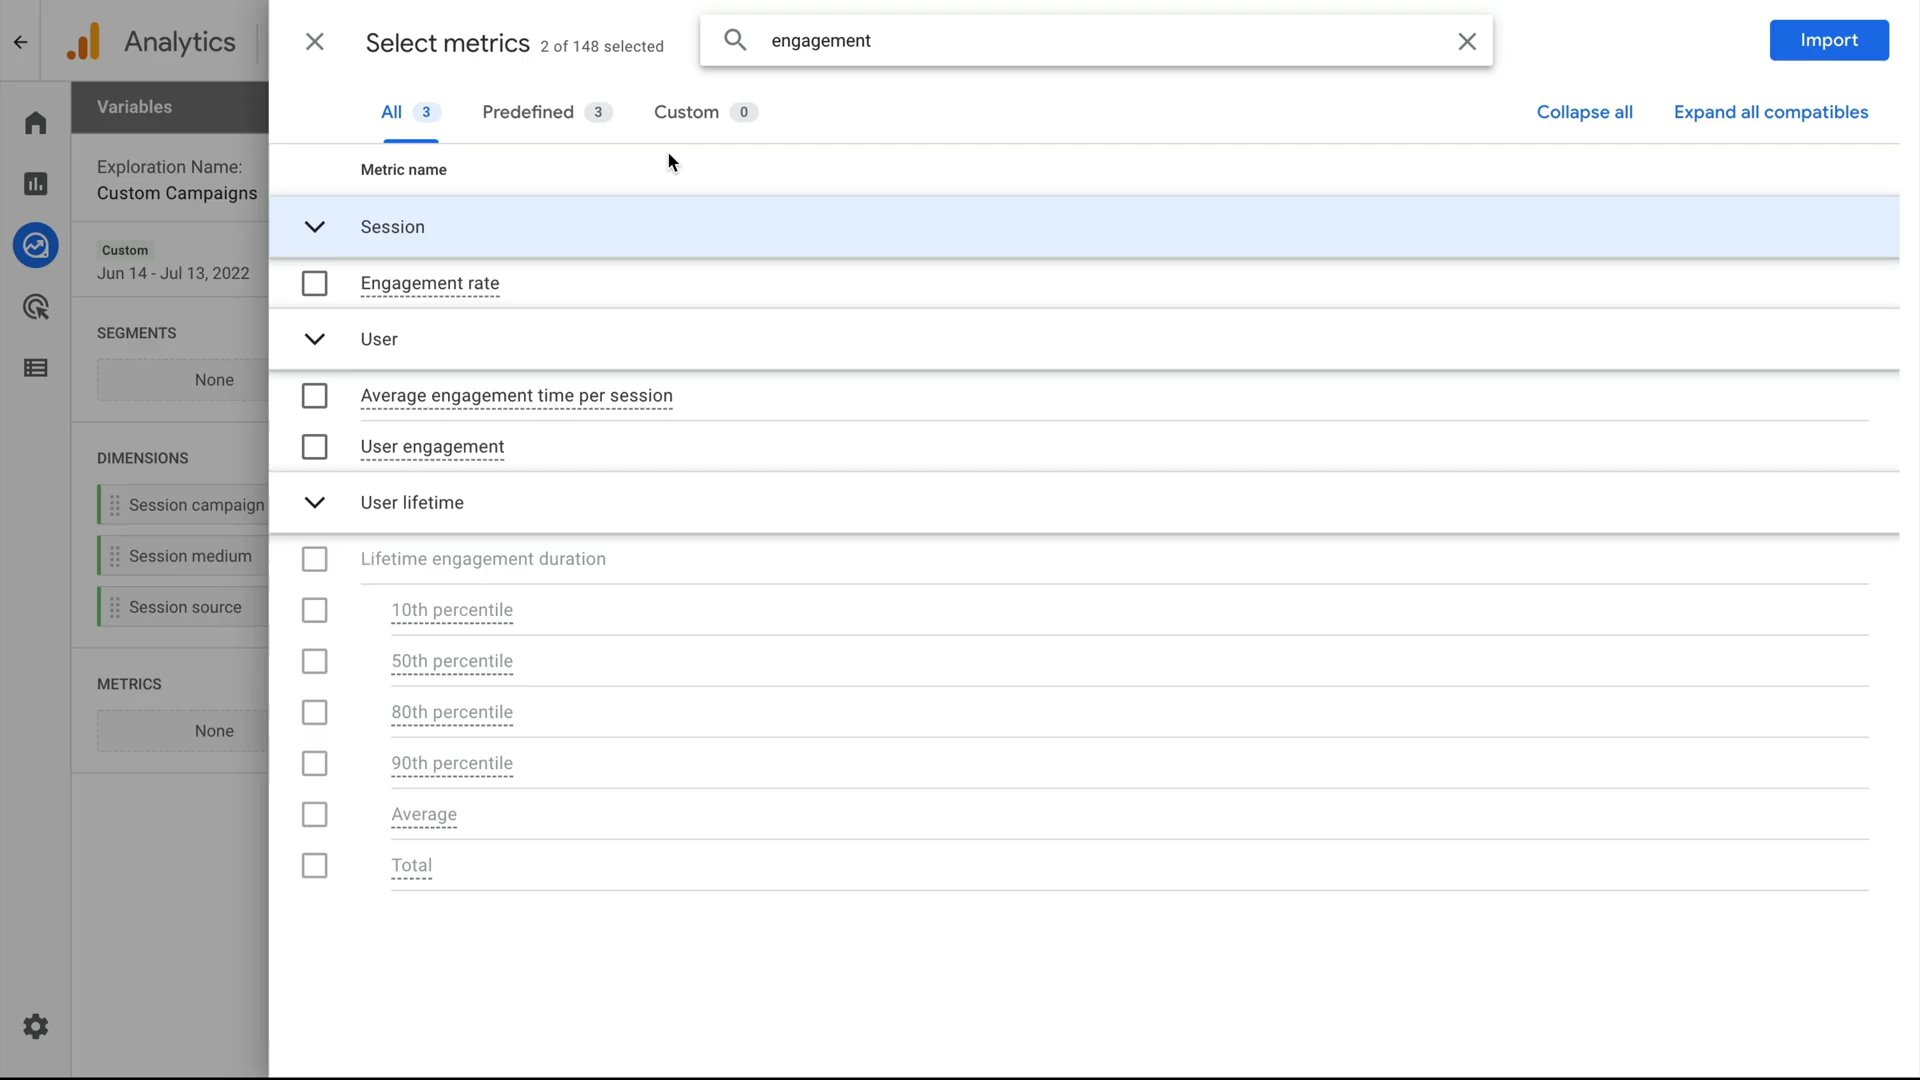 Analytics
Select metrics 2 of 148 selected
engagement
Import
Variables
All 3
Predefined 3
Custom 0
Collapse all
Expand all compatibles
Exploration Name:
Custom Campaigns
Custom
Jun 14 - Jul 13, 2022
SEGMENTS
None
DIMENSIONS
Session campaign
Session medium
Session source
METRICS
None
Metric name
Session
Engagement rate
User
Average engagement time per session
User engagement
User lifetime
Lifetime engagement duration
10th percentile
50th percentile
80th percentile
90th percentile
Average
Total